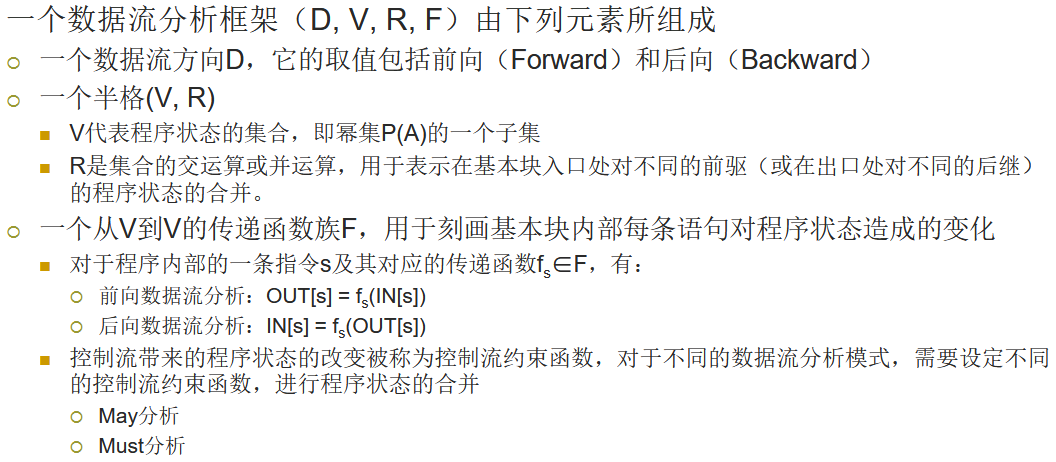 一个数据流分析框架（D, V, R, F）由下列元素所组成
一个数据流方向D，它的取值包括前向（Forward）和后向（Backward）
一个半格(V, R)
V代表程序状态的集合，即幂集P(A)的一个子集
R是集合的交运算或并运算，用于表示在基本块入口处对不同的前驱（或在出口处对不同的后继）
的程序状态的合并。
一个从V到V的传递函数族F，用于刻画基本块内部每条语句对程序状态造成的变化
对于程序内部的一条指令s及其对应的传递函数fs∈F，有：
前向数据流分析：OUT[s] = fs(IN[s])
后向数据流分析：IN[s] = fs(OUT[s])
控制流带来的程序状态的改变被称为控制流约束函数，对于不同的数据流分析模式，需要设定不同
的控制流约束函数，进行程序状态的合并
May分析
Must分析